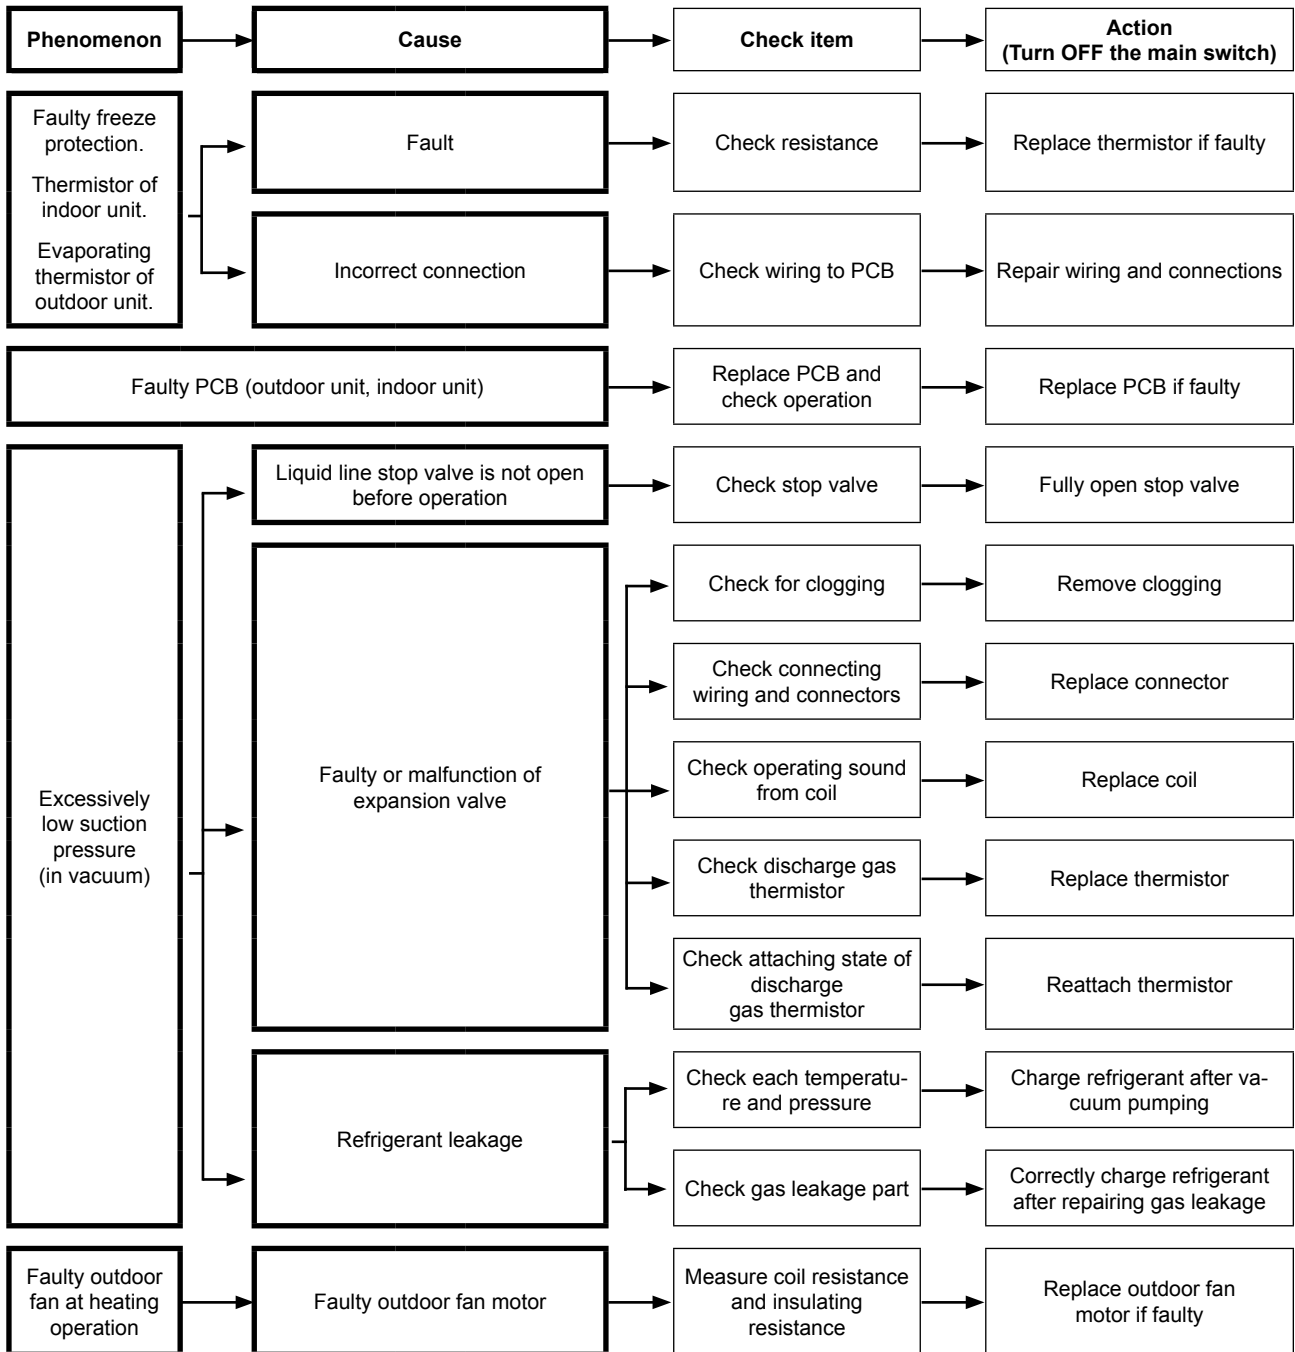 Phenomenon
Cause
Check item
Action
(Turn OFF the main switch)
Faulty freeze
protection.
Thermistor of
indoor unit.
Evaporating
thermistor of
outdoor unit.
Fault
Check resistance
Replace thermistor if faulty
Incorrect connection
Check wiring to PCB
Repair wiring and connections
Faulty PCB (outdoor unit, indoor unit)
Replace PCB and
check operation
Replace PCB if faulty
Excessively
low suction
pressure
(in vacuum)
Liquid line stop valve is not open
before operation
Check stop valve
Fully open stop valve
Faulty or malfunction of
expansion valve
Check for clogging
Remove clogging
Check connecting
wiring and connectors
Replace connector
Check operating sound
from coil
Replace coil
Check discharge gas
thermistor
Replace thermistor
Check attaching state of
discharge
gas thermistor
Reattach thermistor
Refrigerant leakage
Check each temperatu-
re and pressure
Charge refrigerant after va-
cuum pumping
Check gas leakage part
Correctly charge refrigerant
after repairing gas leakage
Faulty outdoor
fan at heating
operation
Faulty outdoor fan motor
Measure coil resistance
and insulating
resistance
Replace outdoor fan
motor if faulty